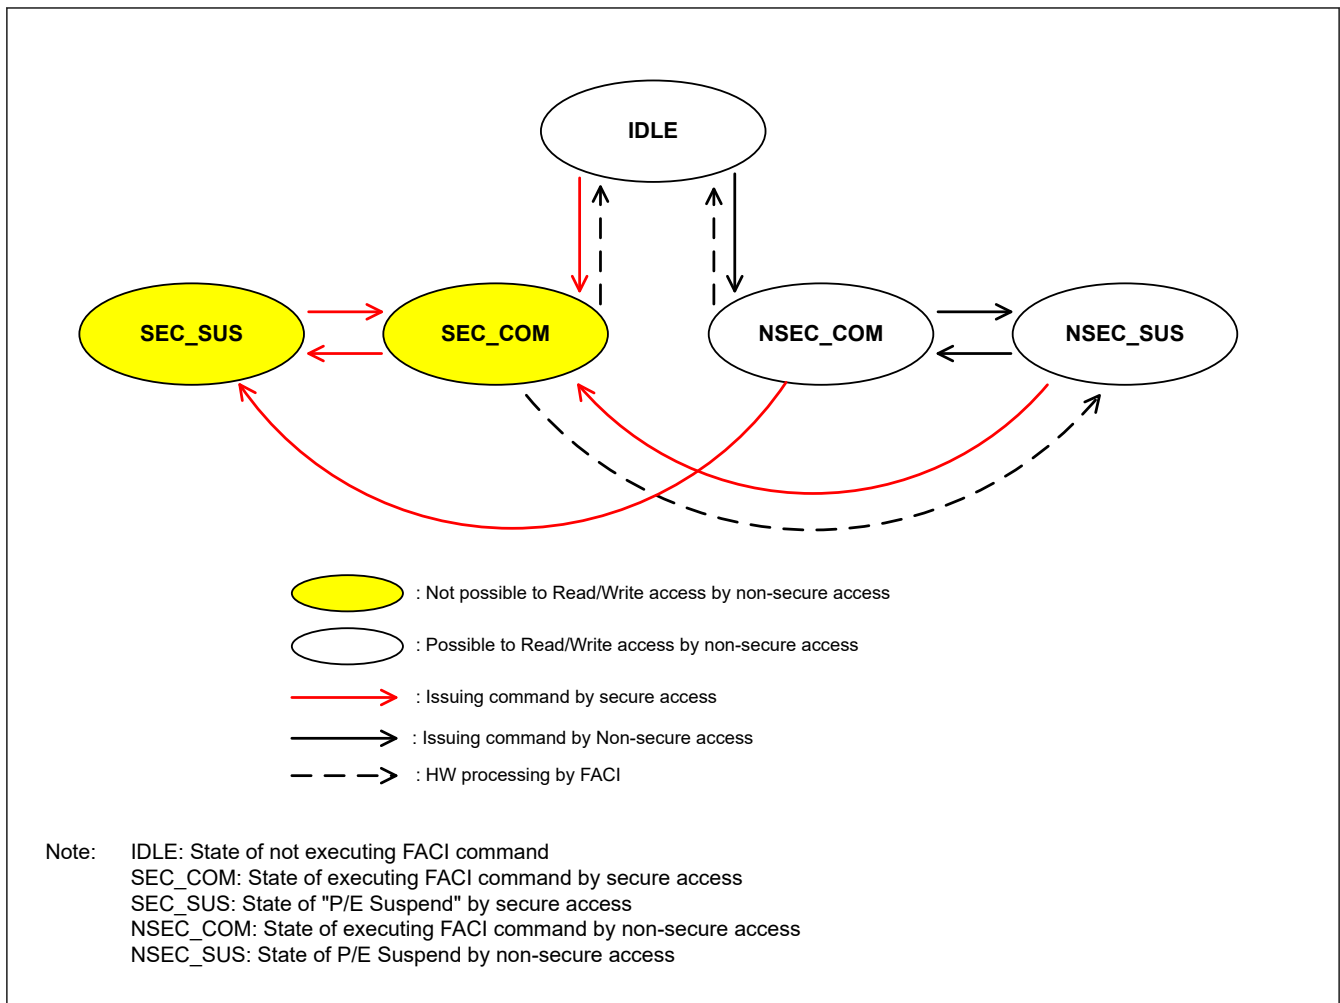 IDLE
SEC_SUS
SEC_COM
NSEC_COM
NSEC_SUS
: Not possible to Read/Write access by non-secure access
: Possible to Read/Write access by non-secure access
: Issuing command by secure access
: Issuing command by Non-secure access
: HW processing by FACI
Note: IDLE: State of not executing FACI command
SEC_COM: State of executing FACI command by secure access
SEC_SUS: State of "P/E Suspend" by secure access
NSEC_COM: State of executing FACI command by non-secure access
NSEC_SUS: State of P/E Suspend by non-secure access